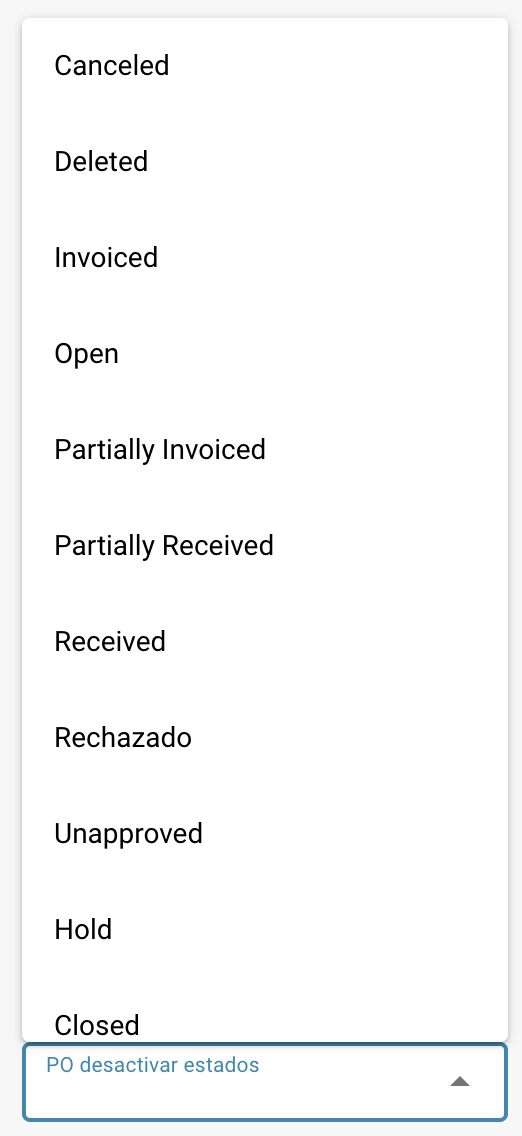 Canceled
Deleted
Invoiced
Open
Partially Invoiced
Partially Received
Received
Rechazado
Unapproved
Hold
Closed
PO desactivar estados